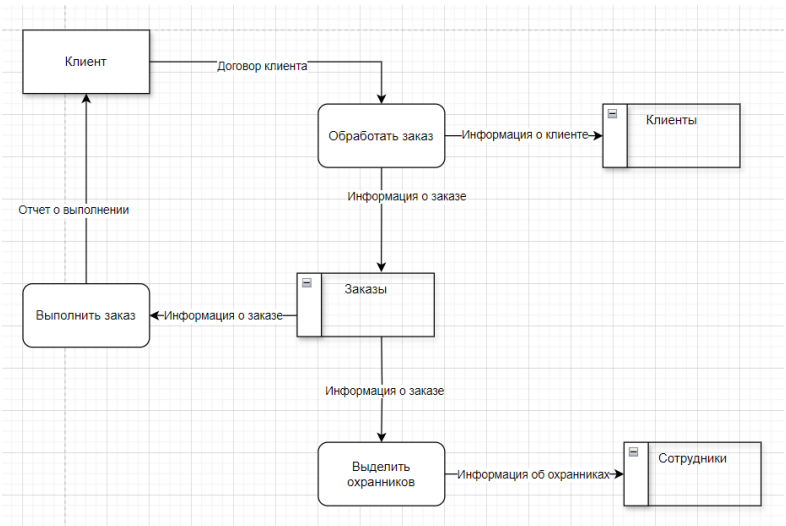 Клиент
Договор клиента
Обработать заказ
Информация о клиенте
Клиенты
Информация о заказе
Отчет о выполнении
Заказы
Выполнить заказ
Информация о заказе
Информация о заказе
Выделить
охранников
Информация об охранниках
Сотрудники